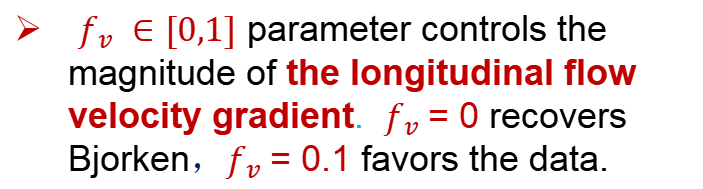 ➢ 𝑓𝑣 ∈ [0,1] parameter controls the
magnitude of the longitudinal flow
velocity gradient. 𝑓𝑣 = 0 recovers
Bjorken，𝑓𝑣 = 0.1 favors the data.